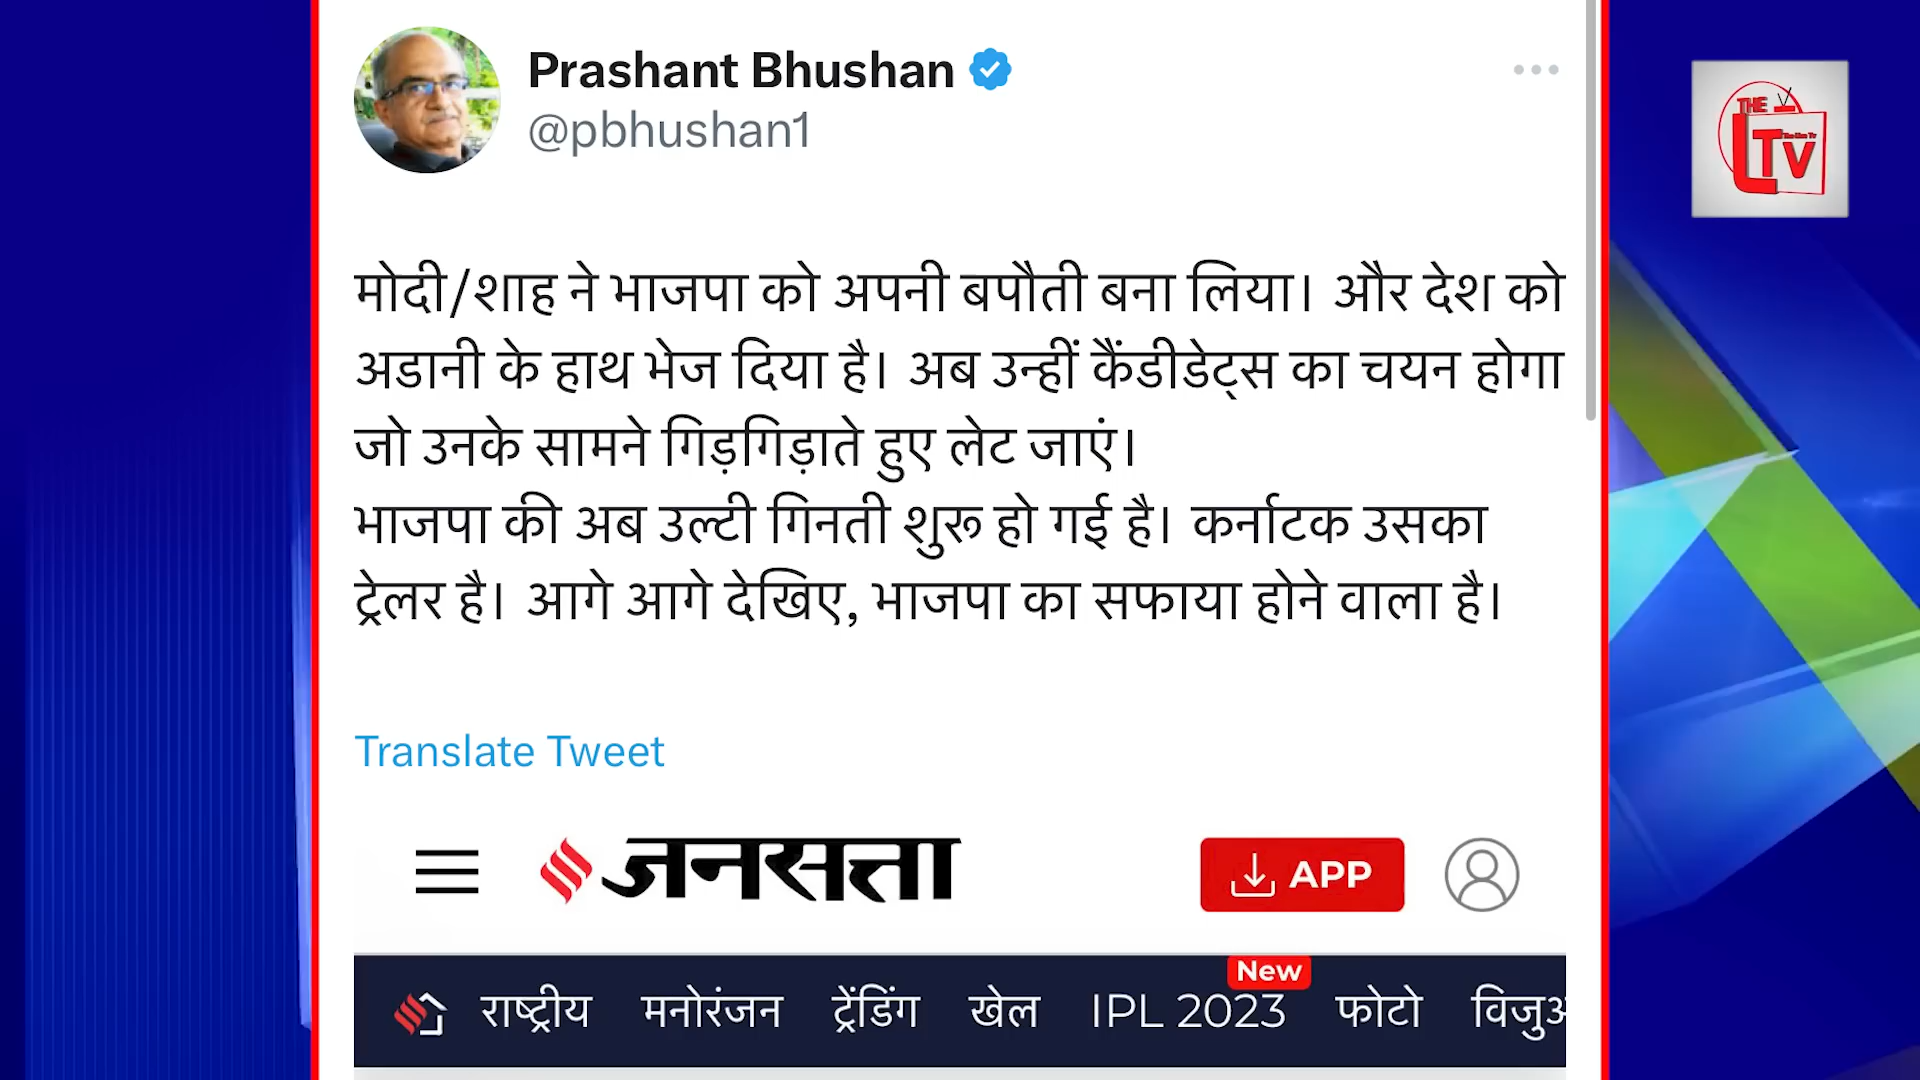 Prashant Bhushan
@pbhushan1
THE
LTV
मोदी/शाह ने भाजपा को अपनी बपौती बना लिया। और देश को
अडानी के हाथ भेज दिया है। अब उन्हीं कैंडीडेट्स का चयन होगा
जो उनके सामने गिड़गिड़ाते हुए लेट जाएं।
भाजपा की अब उल्टी गिनती शुरू हो गई है। कर्नाटक उसका
ट्रेलर है। आगे आगे देखिए, भाजपा का सफाया होने वाला है।
Translate Tweet
जनसत्ता APP
New
राष्ट्रीय मनोरंजन ट्रेंडिंग खेल IPL 2023 फोटो